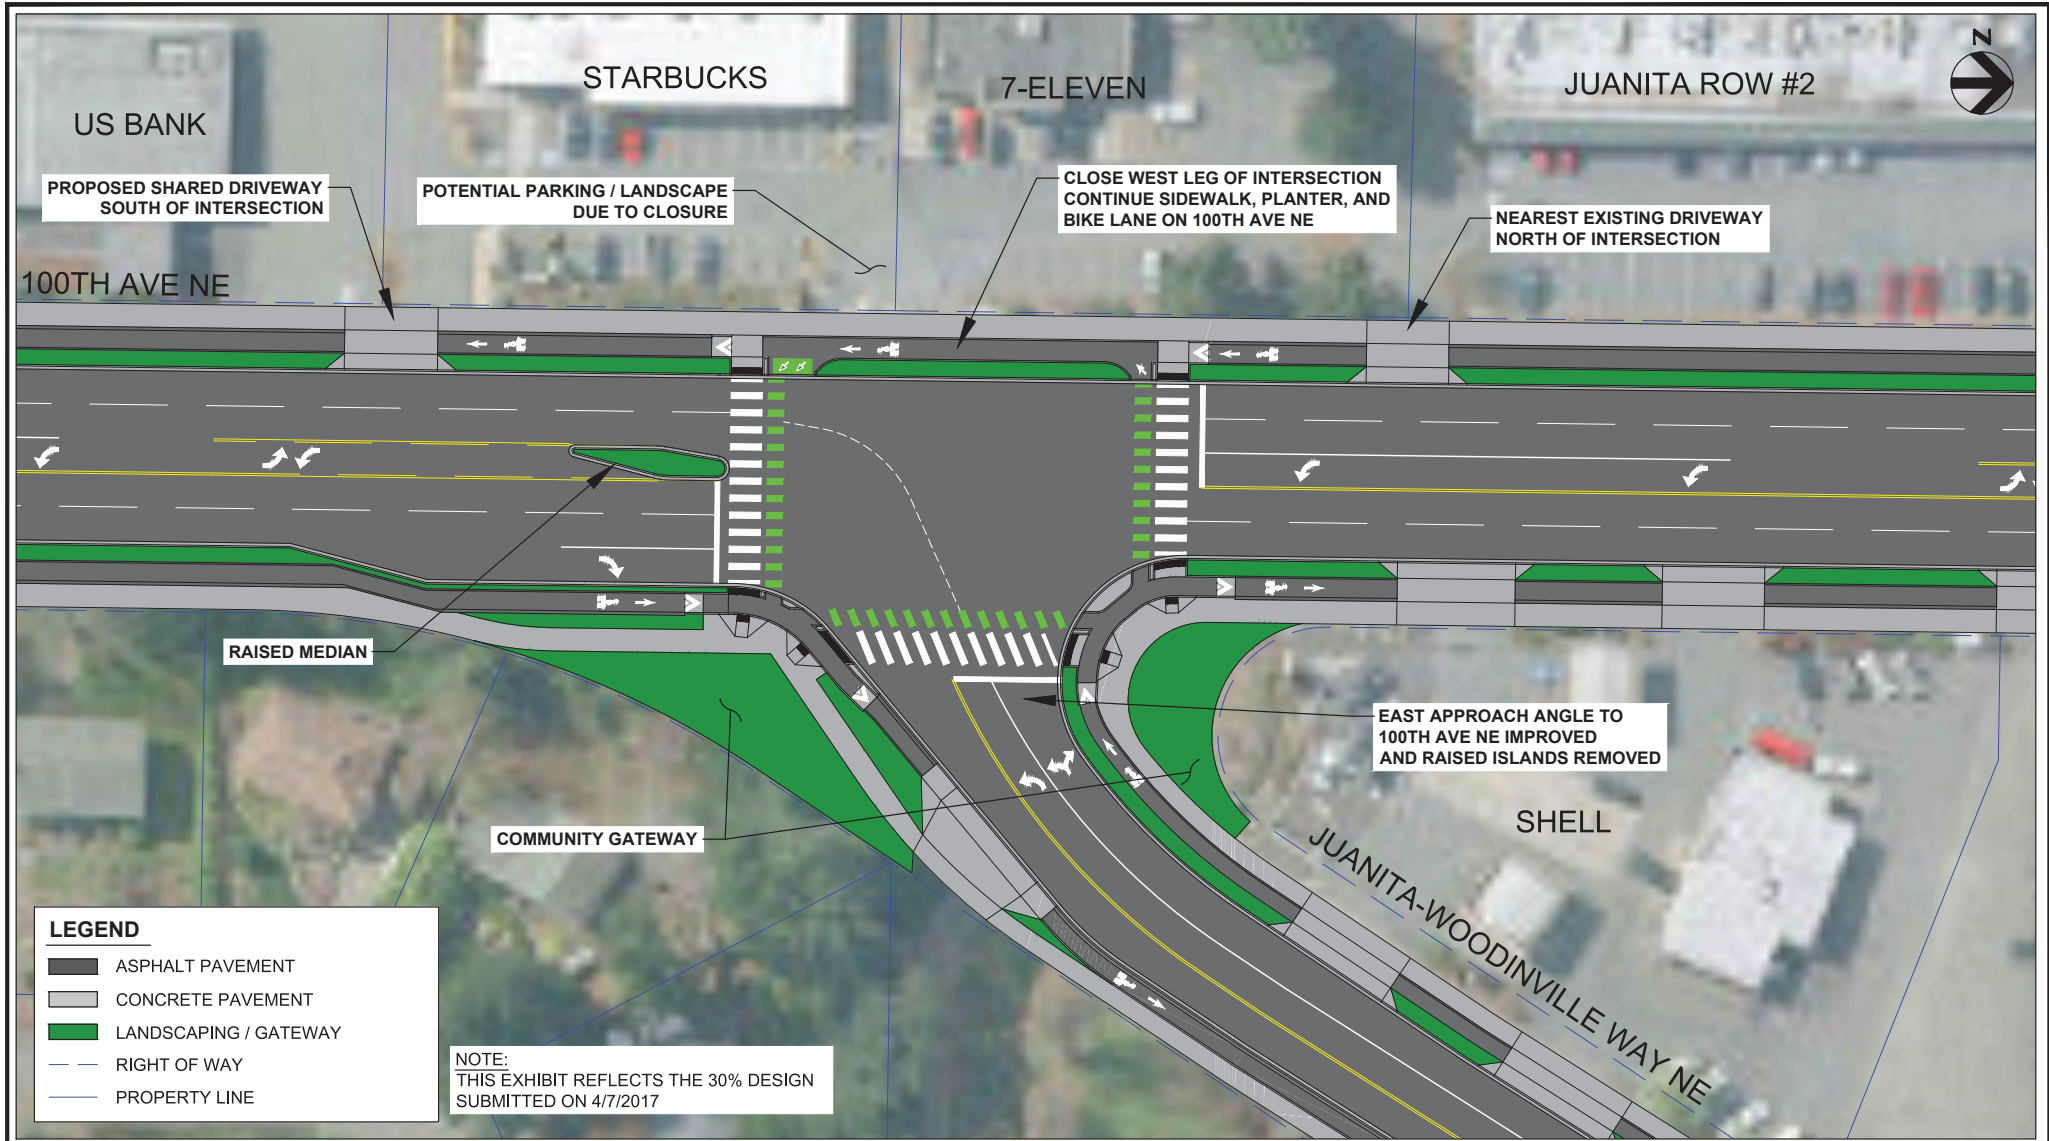 US BANK
STARBUCKS
7-ELEVEN
JUANITA ROW #2
N
PROPOSED SHARED DRIVEWAY
SOUTH OF INTERSECTION
POTENTIAL PARKING / LANDSCAPE
DUE TO CLOSURE
CLOSE WEST LEG OF INTERSECTION
CONTINUE SIDEWALK, PLANTER, AND
BIKE LANE ON 100TH AVE NE
NEAREST EXISTING DRIVEWAY
NORTH OF INTERSECTION
100TH AVE NE
RAISED MEDIAN
EAST APPROACH ANGLE TO
100TH AVE NE IMPROVED
AND RAISED ISLANDS REMOVED
COMMUNITY GATEWAY
SHELL
JUANITA-WOODINVILLE WAY NE
LEGEND
ASPHALT PAVEMENT
CONCRETE PAVEMENT
LANDSCAPING / GATEWAY
RIGHT OF WAY
PROPERTY LINE
NOTE:
THIS EXHIBIT REFLECTS THE 30% DESIGN
SUBMITTED ON 4/7/2017